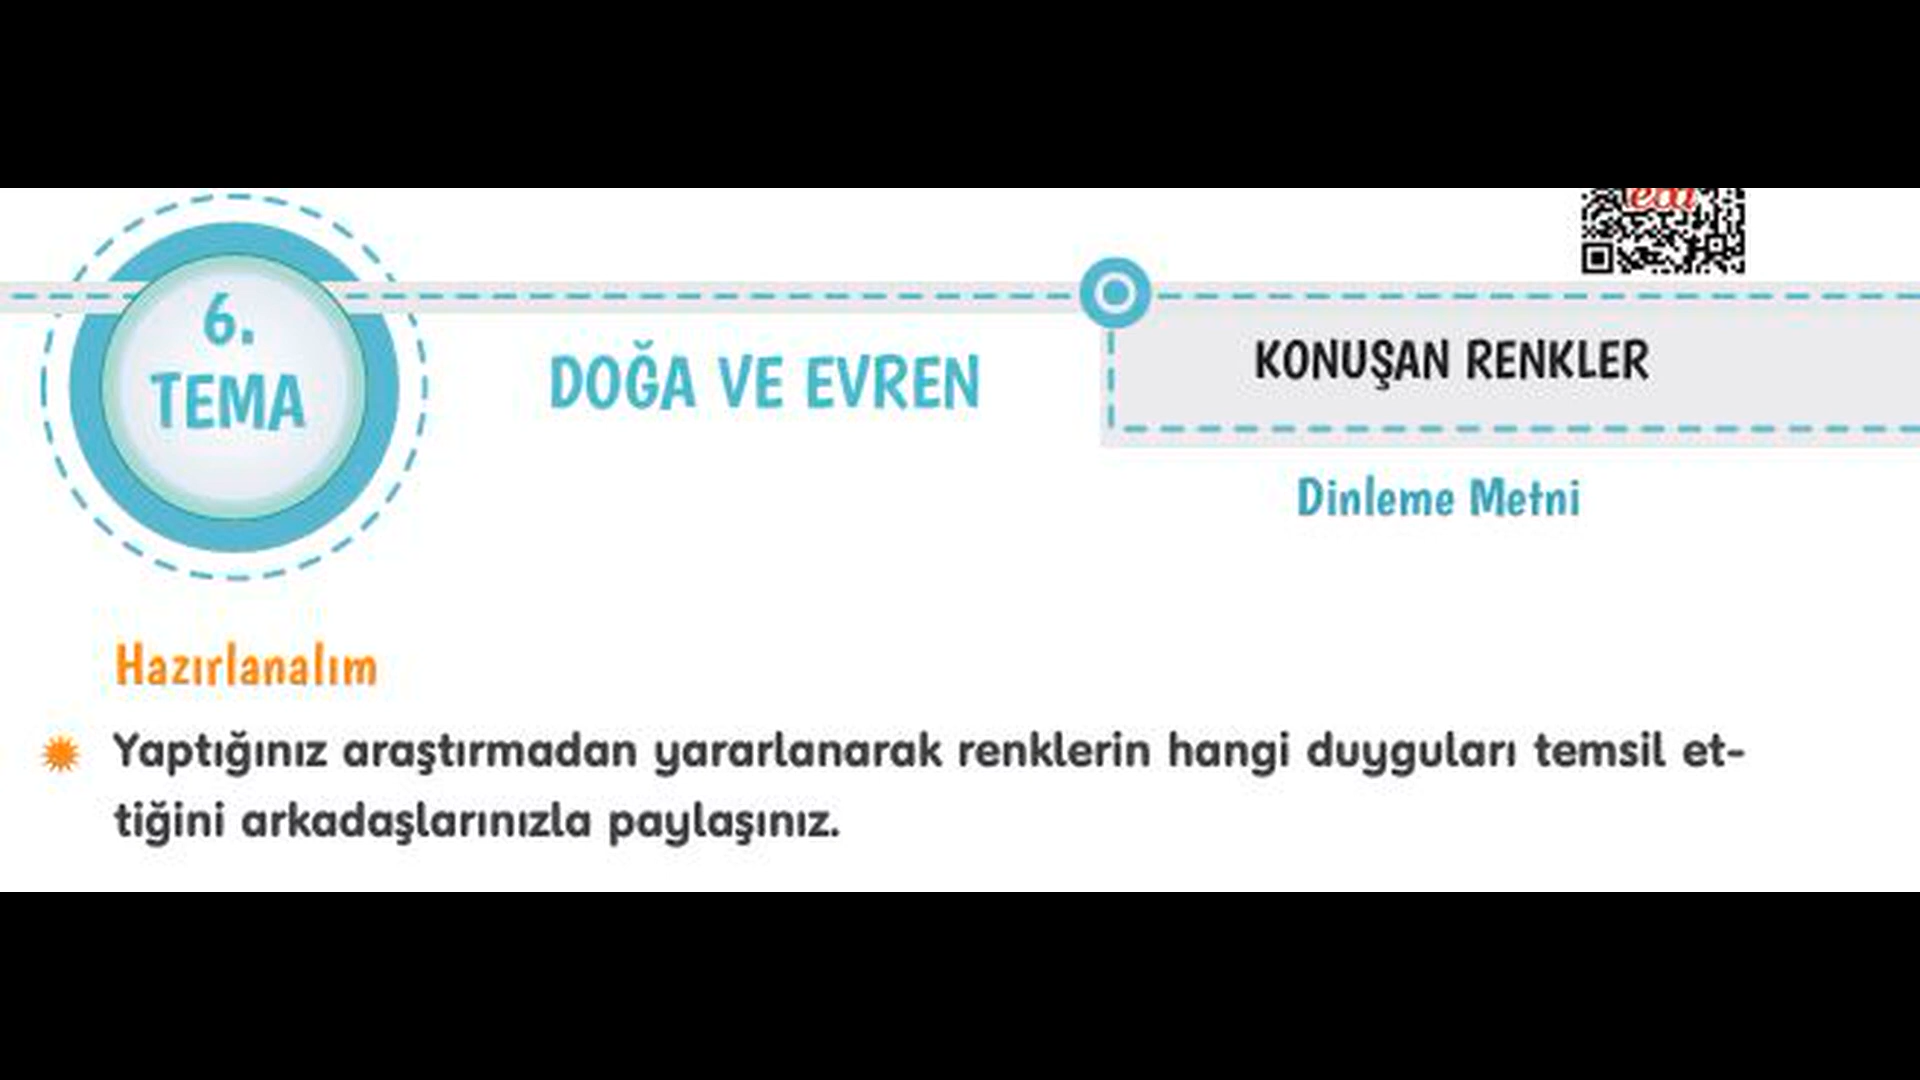 6.
TEMA
DOĞA VE EVREN
KONUŞAN RENKLER
Dinleme Metni
Hazırlanalım
Yaptığınız araştırmadan yararlanarak renklerin hangi duyguları temsil et-
tiğini arkadaşlarınızla paylaşınız.